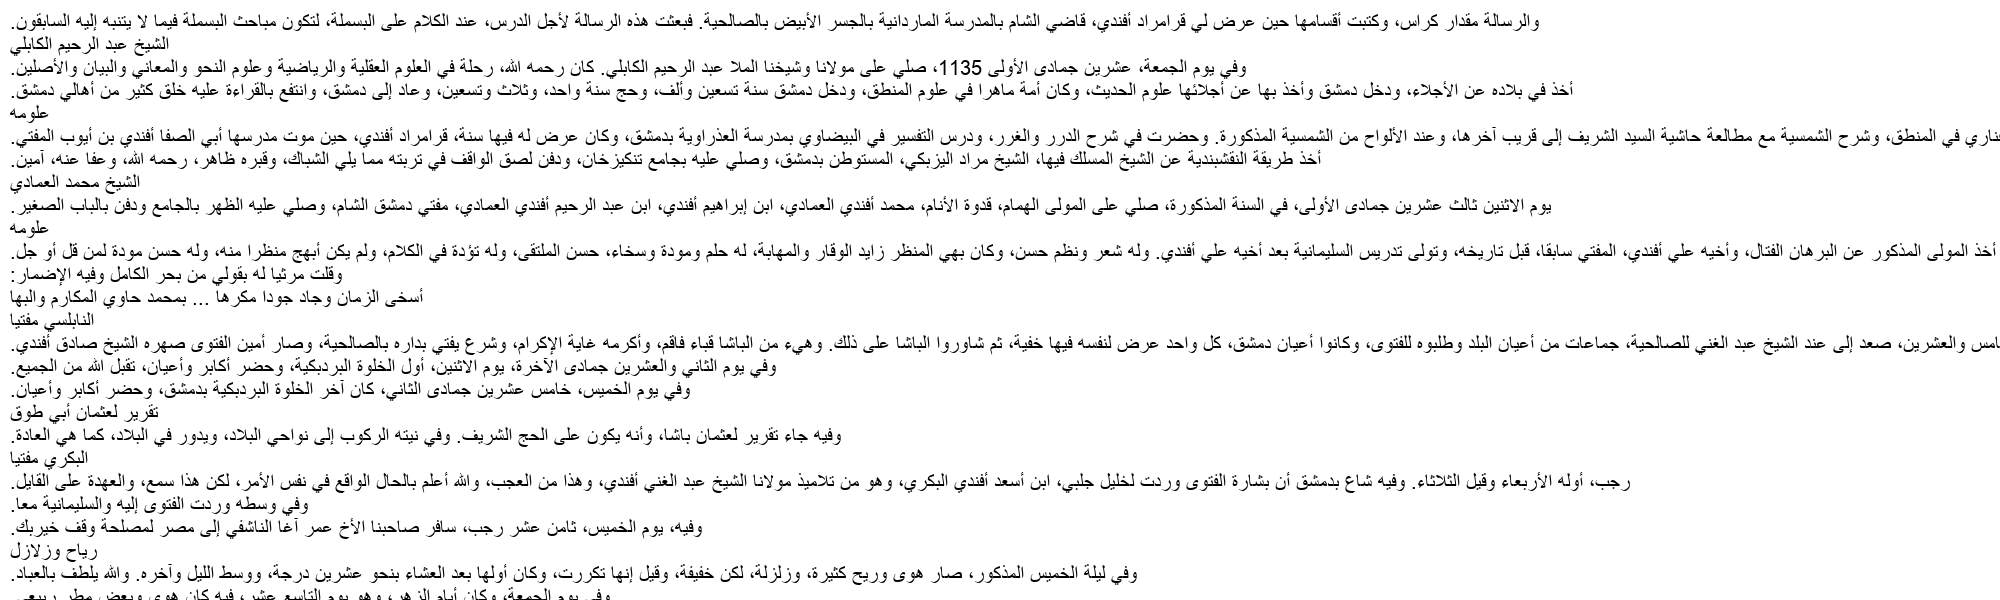 والرسالة مقدار كراس، وكتبت أقسامها حين عرض لي قرامراد أفندي، قاضي الشام بالمدرسة الماردانية بالجسر الأبيض بالصالحية. فبعثت هذه الرسالة لأجل الدرس، عند الكلام على البسملة، لتكون مباحث البسملة فيما لا يتنبه إليه السابقون.
الشيخ عبد الرحيم الكابلي
وفي يوم الجمعة، عشرين جمادى الأولى 1135، صلي على مولانا وشيخنا الملا عبد الرحيم الكابلي. كان رحمه الله، رحلة في العلوم العقلية والرياضية وعلوم النحو والمعاني والبيان والأصلين.
أخذ في بلاده عن الأجلاء، ودخل دمشق وأخذ بها عن أجلائها علوم الحديث، وكان أمة ماهرا في علوم المنطق، ودخل دمشق سنة تسعين وألف، وحج سنة واحد، وثلاث وتسعين، وعاد إلى دمشق، وانتفع بالقراءة عليه خلق كثير من أهالي دمشق.
علومه
في المنطق، وشرح الشمسية مع مطالعة حاشية السيد الشريف إلى قريب آخرها، وعند الألواح من الشمسية المذكورة. وحضرت في شرح الدرر والغرر، ودرس التفسير في البيضاوي بمدرسة العذراوية بدمشق، وكان عرض له فيها سنة، قرامراد أفندي، حين موت مدرسها أبي الصفا أفندي بن أيوب المفتي.
أخذ طريقة النقشبندية عن الشيخ المسلك فيها، الشيخ مراد اليزبكي، المستوطن بدمشق، وصلي عليه بجامع تنكيزخان، ودفن لصق الواقف في تربته مما يلي الشباك، وقبره ظاهر، رحمه الله، وعفا عنه، آمين.
الشيخ محمد العمادي
يوم الاثنين ثالث عشرين جمادى الأولى، في السنة المذكورة، صلي على المولى الهمام، قدوة الأنام، محمد أفندي العمادي، ابن إبراهيم أفندي، ابن عبد الرحيم أفندي العمادي، مفتي دمشق الشام، وصلي عليه الظهر بالجامع ودفن بالباب الصغير.
علومه
أخذ المولى المذكور عن البرهان الفتال، وأخيه علي أفندي، المفتي سابقا، قبل تاريخه، وتولى تدريس السليمانية بعد أخيه علي أفندي. وله شعر ونظم حسن، وكان بهي المنظر زايد الوقار والمهابة، له حلم ومودة وسخاء، حسن الملتقى، وله تؤدة في الكلام، ولم يكن أبهج منظرا منه، وله حسن مودة لمن قل أو جل.
وقلت مرثيا له بقولي من بحر الكامل وفيه الإضمار:
أسخى الزمان وجاد جودا مكرها ... بمحمد حاوي المكارم والبها
النابلسي مفتيا
والعشرين، صعد إلى عند الشيخ عبد الغني للصالحية، جماعات من أعيان البلد وطلبوه للفتوى، وكانوا أعيان دمشق، كل واحد عرض لنفسه فيها خفية، ثم شاوروا الباشا على ذلك. وهيء من الباشا قباء فاقم، وأكرمه غاية الإكرام، وشرع يفتي بداره بالصالحية، وصار أمين الفتوى صهره الشيخ صادق أفندي.
وفي يوم الثاني والعشرين جمادى الآخرة، يوم الاثنين، أول الخلوة البردبكية، وحضر أكابر وأعيان، تقبل الله من الجميع.
وفي يوم الخميس، خامس عشرين جمادى الثاني، كان آخر الخلوة البردبكية بدمشق، وحضر أكابر وأعيان.
تقرير لعثمان أبي طوق
وفيه جاء تقرير لعثمان باشا، وأنه يكون على الحج الشريف. وفي نيته الركوب إلى نواحي البلاد، ويدور في البلاد، كما هي العادة.
البكري مفتيا
رجب، أوله الأربعاء وقيل الثلاثاء. وفيه شاع بدمشق أن بشارة الفتوى وردت لخليل جلبي، ابن أسعد أفندي البكري، وهو من تلاميذ مولانا الشيخ عبد الغني أفندي، وهذا من العجب، والله أعلم بالحال الواقع في نفس الأمر، لكن هذا سمع، والعهدة على القايل.
وفي وسطه وردت الفتوى إليه والسليمانية معا.
وفيه، يوم الخميس، ثامن عشر رجب، سافر صاحبنا الأخ عمر آغا الناشفي إلى مصر لمصلحة وقف خيربك.
رياح وزلازل
وفي ليلة الخميس المذكور، صار هوى وريح كثيرة، وزلزلة، لكن خفيفة، وقيل إنها تكررت، وكان أولها بعد العشاء بنحو عشرين درجة، ووسط الليل وآخره. والله يلطف بالعباد.
وفي يوم الجمعة، وكان أيام الزهر، وهو يوم التاسع عشر، فيه كان هوى وبعض مطر ربيعي.